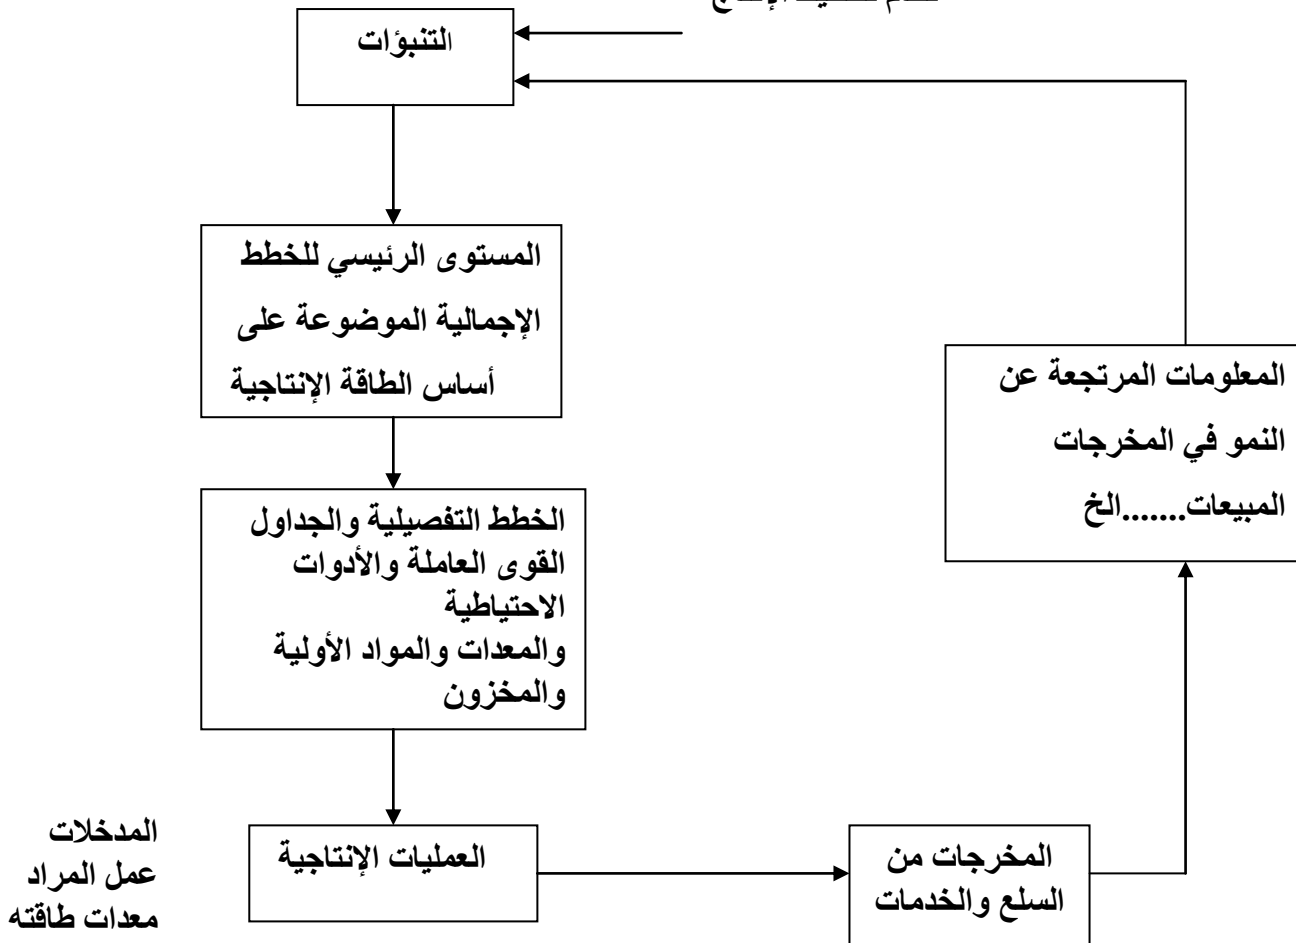 التنبؤات
المستوى الرئيسي للخطط
الإجمالية الموضوعة على
أساس الطاقة الإنتاجية
الخطط التفصيلية والجداول
القوى العاملة والأدوات
الاحتياطية
والمعدات والمواد الأولية
والمخزون
العمليات الإنتاجية
المدخلات
عمل المراد
معدات طاقته
المخرجات من
السلع والخدمات
المعلومات المرتجعة عن
النمو في المخرجات
المبيعات.......الخ